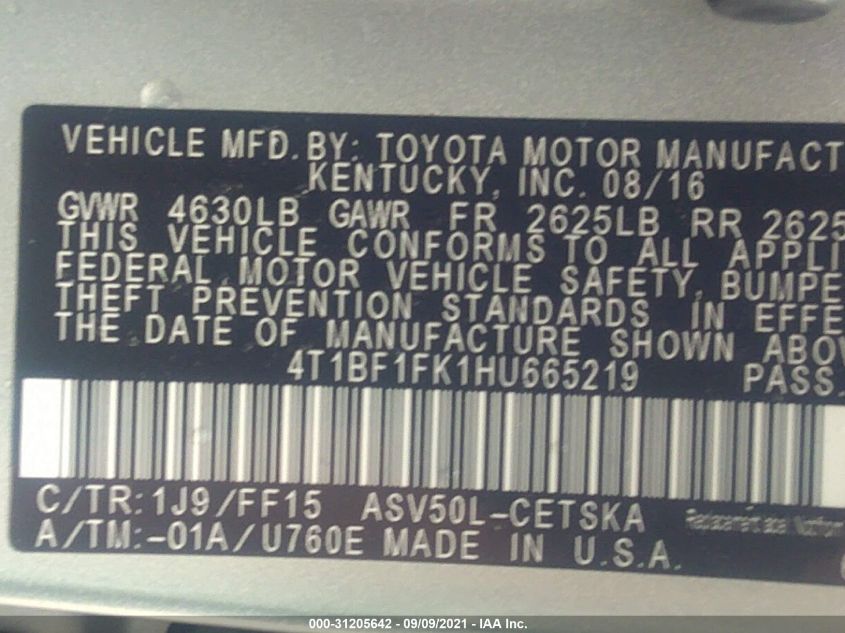 VEHICLE MFD. BY: TOYOTA MOTOR MANUFACT
KENTUCKY, INC. 08/16
GVWR 4630LB GAWR FR 2625LB RR 2625
THIS VEHICLE CONFORMS TO ALL APPLI
FEDERAL MOTOR VEHICLE SAFETY, BUMPE
THEFT PREVENTION STANDARDS IN EFFE
THE DATE OF MANUFACTURE SHOWN ABOV
4T1BF1FK1HU665219 PASS.
C/TR: 1J9/FF15 ASV50L-CETSKA
A/TM:-01A/U760E MADE IN U.S.A.
000-31205642 - 09/09/2021 - IAA Inc.